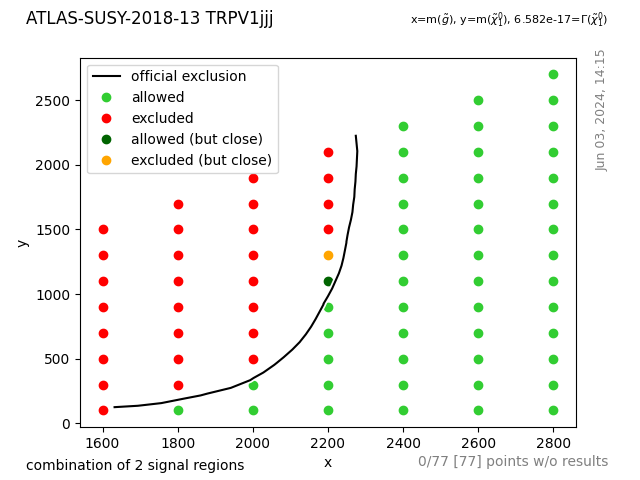 ATLAS-SUSY-2018-13 TRPV1jjj
x=m(g̃), y=m(χ̃₁⁰), 6.582e-17=Γ(χ̃₁⁰)
official exclusion
allowed
excluded
allowed (but close)
excluded (but close)
Jun 03, 2024, 14:15
y
2500
2000
1500
1000
500
0
1600 1800 2000 2200 2400 2600 2800
x
combination of 2 signal regions
0/77 [77] points w/o results